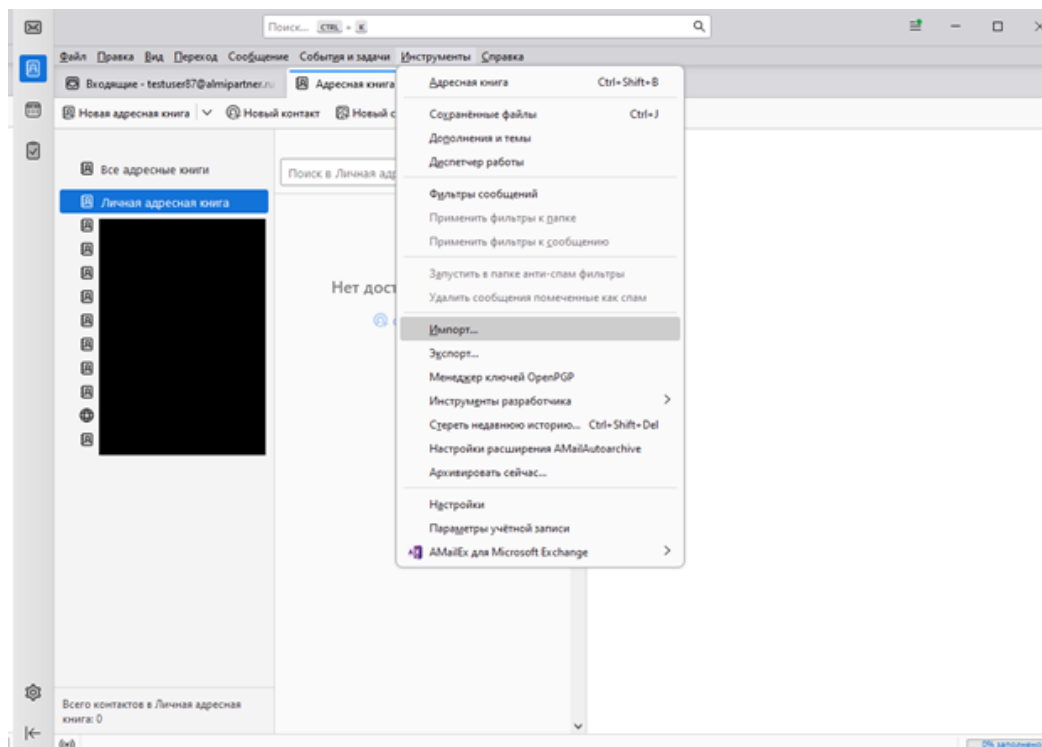 Поиск... CTRL + K
Файл Правка Вид Переход Сообщение События и задачи Инструменты Справка
Входящие - testuser87@almipartner.ru
Адресная книга
Новая адресная книга
Новый контакт
Новый с
Все адресные книги
Личная адресная книга
Поиск в Личная адр
Нет дост
Адресная книга Ctrl+Shift+B
Сохранённые файлы Ctrl+J
Дополнения и темы
Диспетчер работы
Фильтры сообщений
Применить фильтры к папке
Применить фильтры к сообщению
Запустить в папке анти-спам фильтры
Удалить сообщения помеченные как спам
Импорт...
Экспорт...
Менеджер ключей OpenPGP
Инструменты разработчика
Стереть недавнюю историю... Ctrl+Shift+Del
Настройки расширения AMailAutoarchive
Архивировать сейчас...
Настройки
Параметры учётной записи
AMailEx для Microsoft Exchange
Всего контактов в Личная адресная
книга: 0
0% заполнено